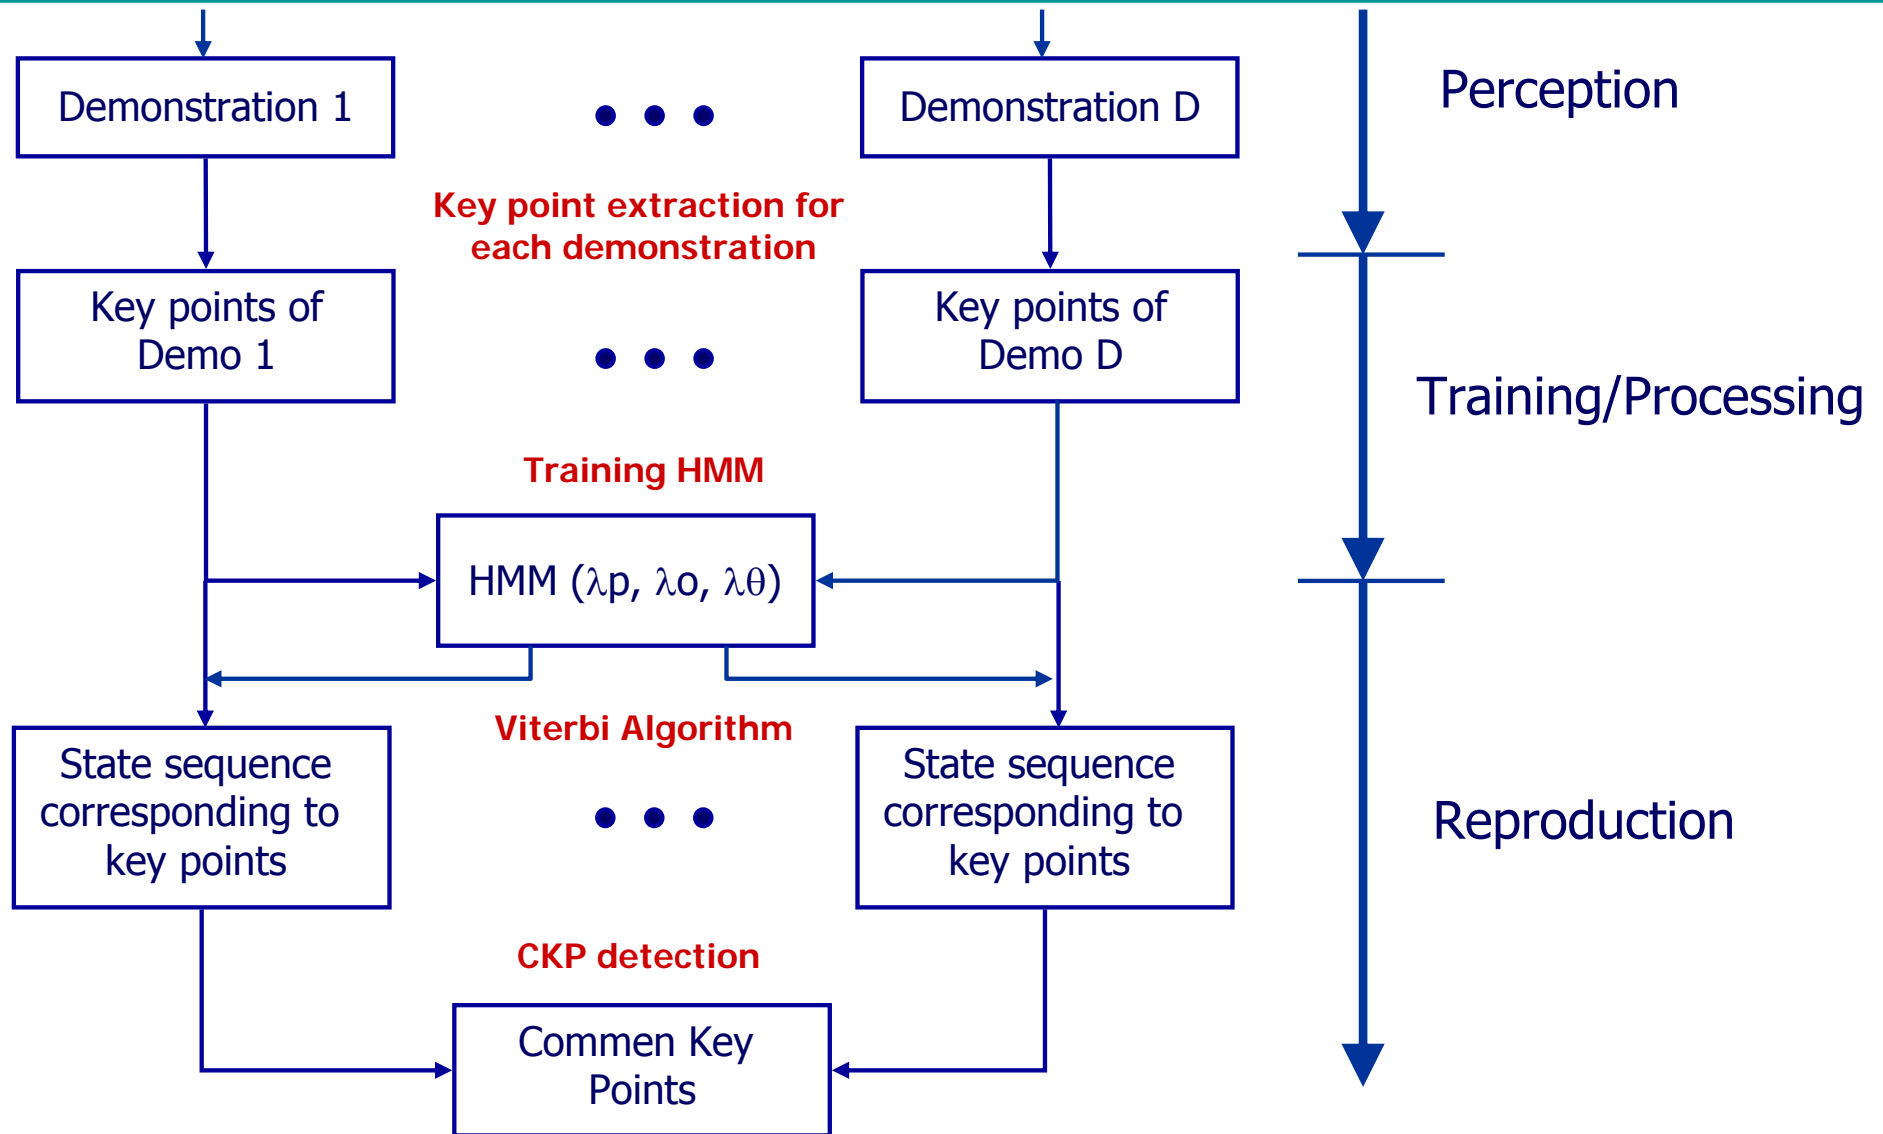 Demonstration 1
Demonstration D
Perception
Key point extraction for
each demonstration
Key points of
Demo 1
Key points of
Demo D
Training/Processing
Training HMM
HMM (λp, λo, λθ)
Viterbi Algorithm
State sequence
corresponding to
key points
State sequence
corresponding to
key points
Reproduction
CKP detection
Commen Key
Points